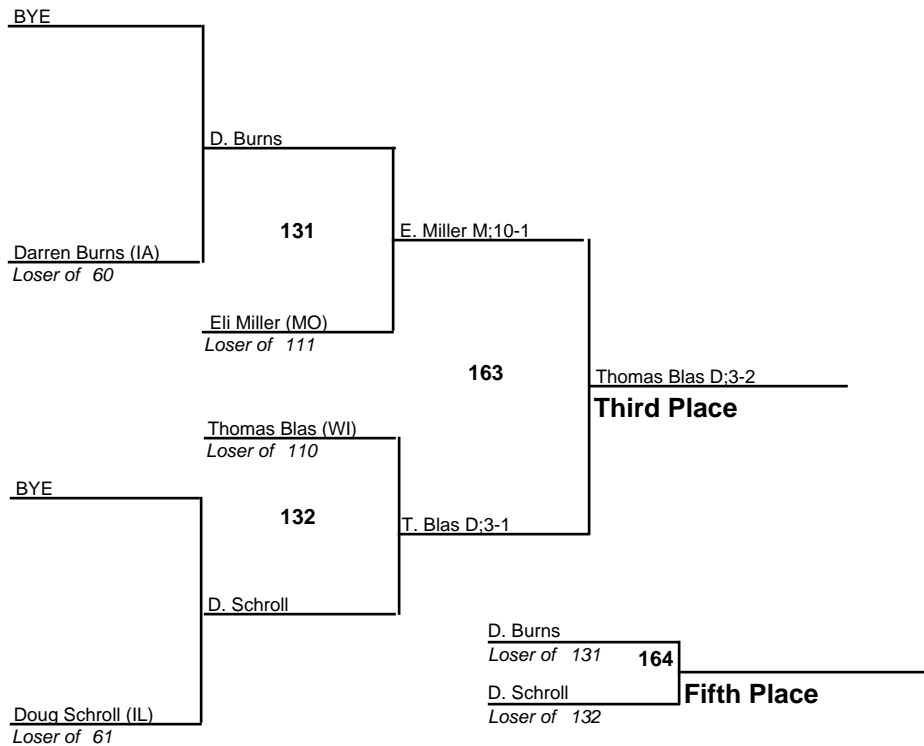 BYE
D. Burns
131
E. Miller M;10-1
Darren Burns (IA)
Loser of 60
Eli Miller (MO)
Loser of 111
163
Thomas Blas D;3-2
Third Place
Thomas Blas (WI)
Loser of 110
BYE
132
T. Blas D;3-1
D. Schroll
D. Burns
Loser of 131
164
D. Schroll
Loser of 132
Fifth Place
Doug Schroll (IL)
Loser of 61